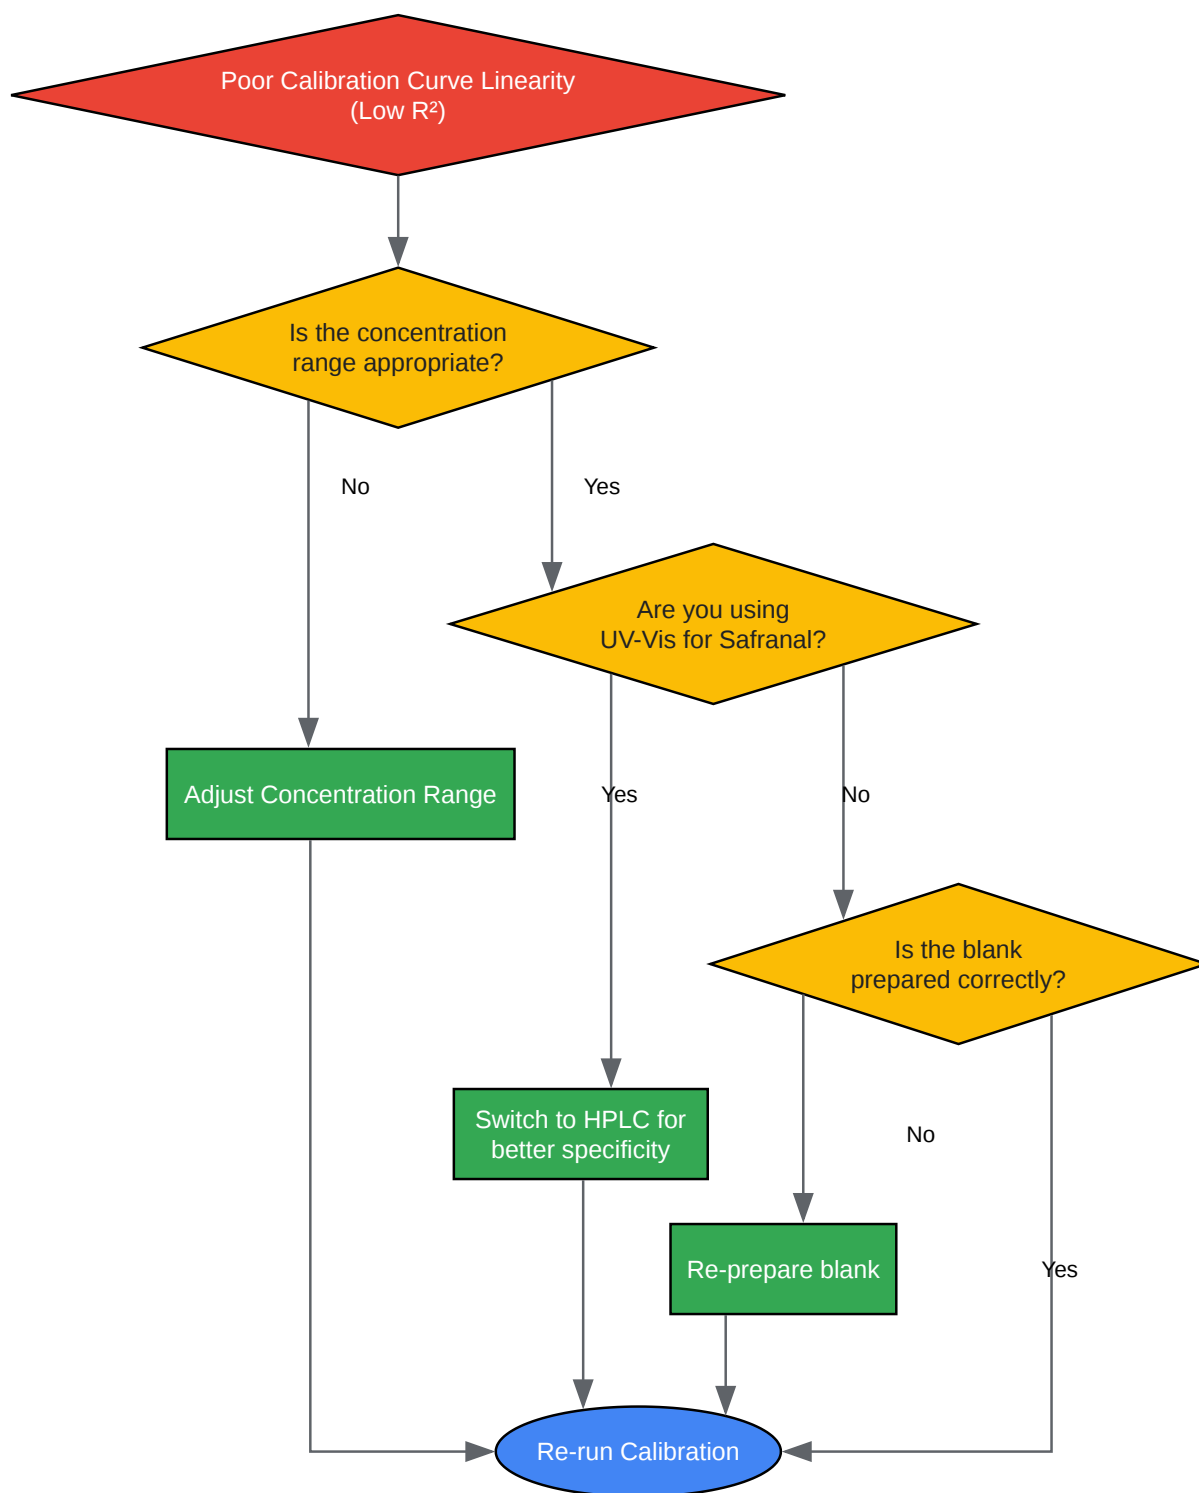 Poor Calibration Curve Linearity
(Low R²)
Is the concentration
range appropriate?
No
Yes
Are you using
UV-Vis for Safranal?
Adjust Concentration Range
Yes
No
Is the blank
prepared correctly?
Switch to HPLC for
better specificity
No
Re-prepare blank
Yes
Re-run Calibration